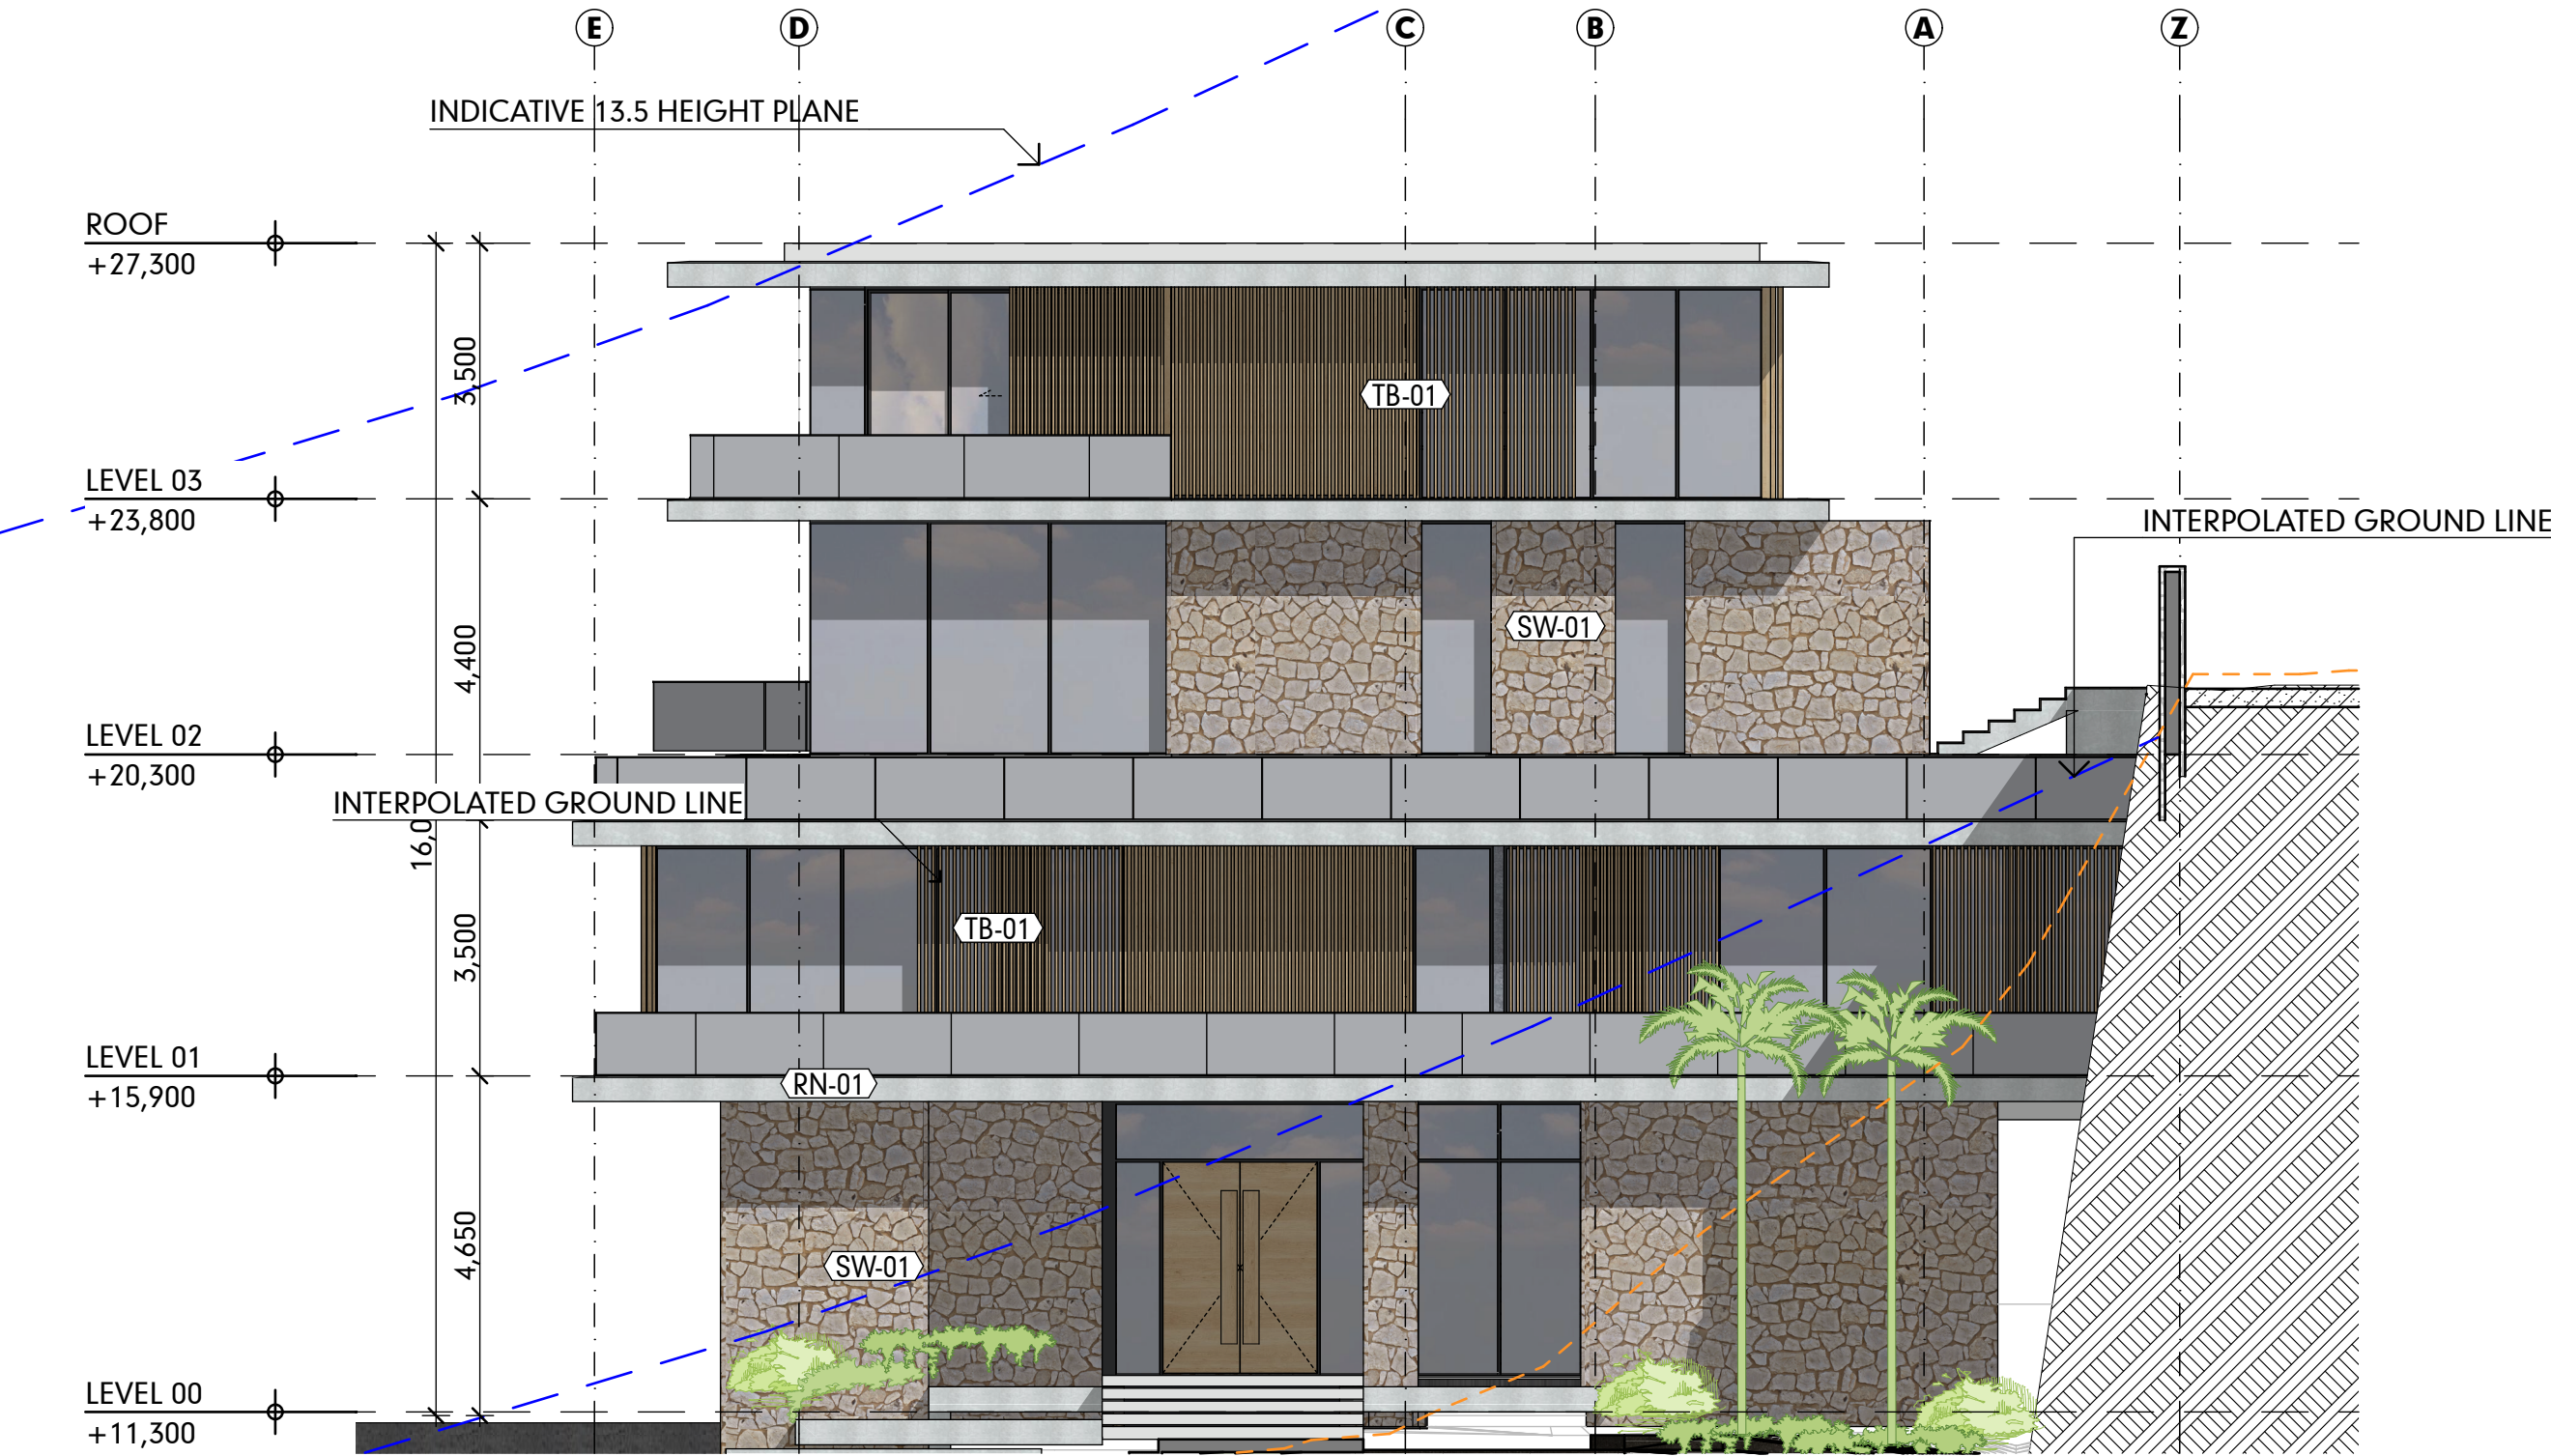 E D C B A Z
INDICATIVE 13.5 HEIGHT PLANE
ROOF
+27,300
3,500
TB-01
LEVEL 03
+23,800
INTERPOLATED GROUND LINE
4,400
SW-01
LEVEL 02
+20,300
INTERPOLATED GROUND LINE
16,0
3,500
TB-01
LEVEL 01
+15,900
RN-01
4,650
SW-01
LEVEL 00
+11,300